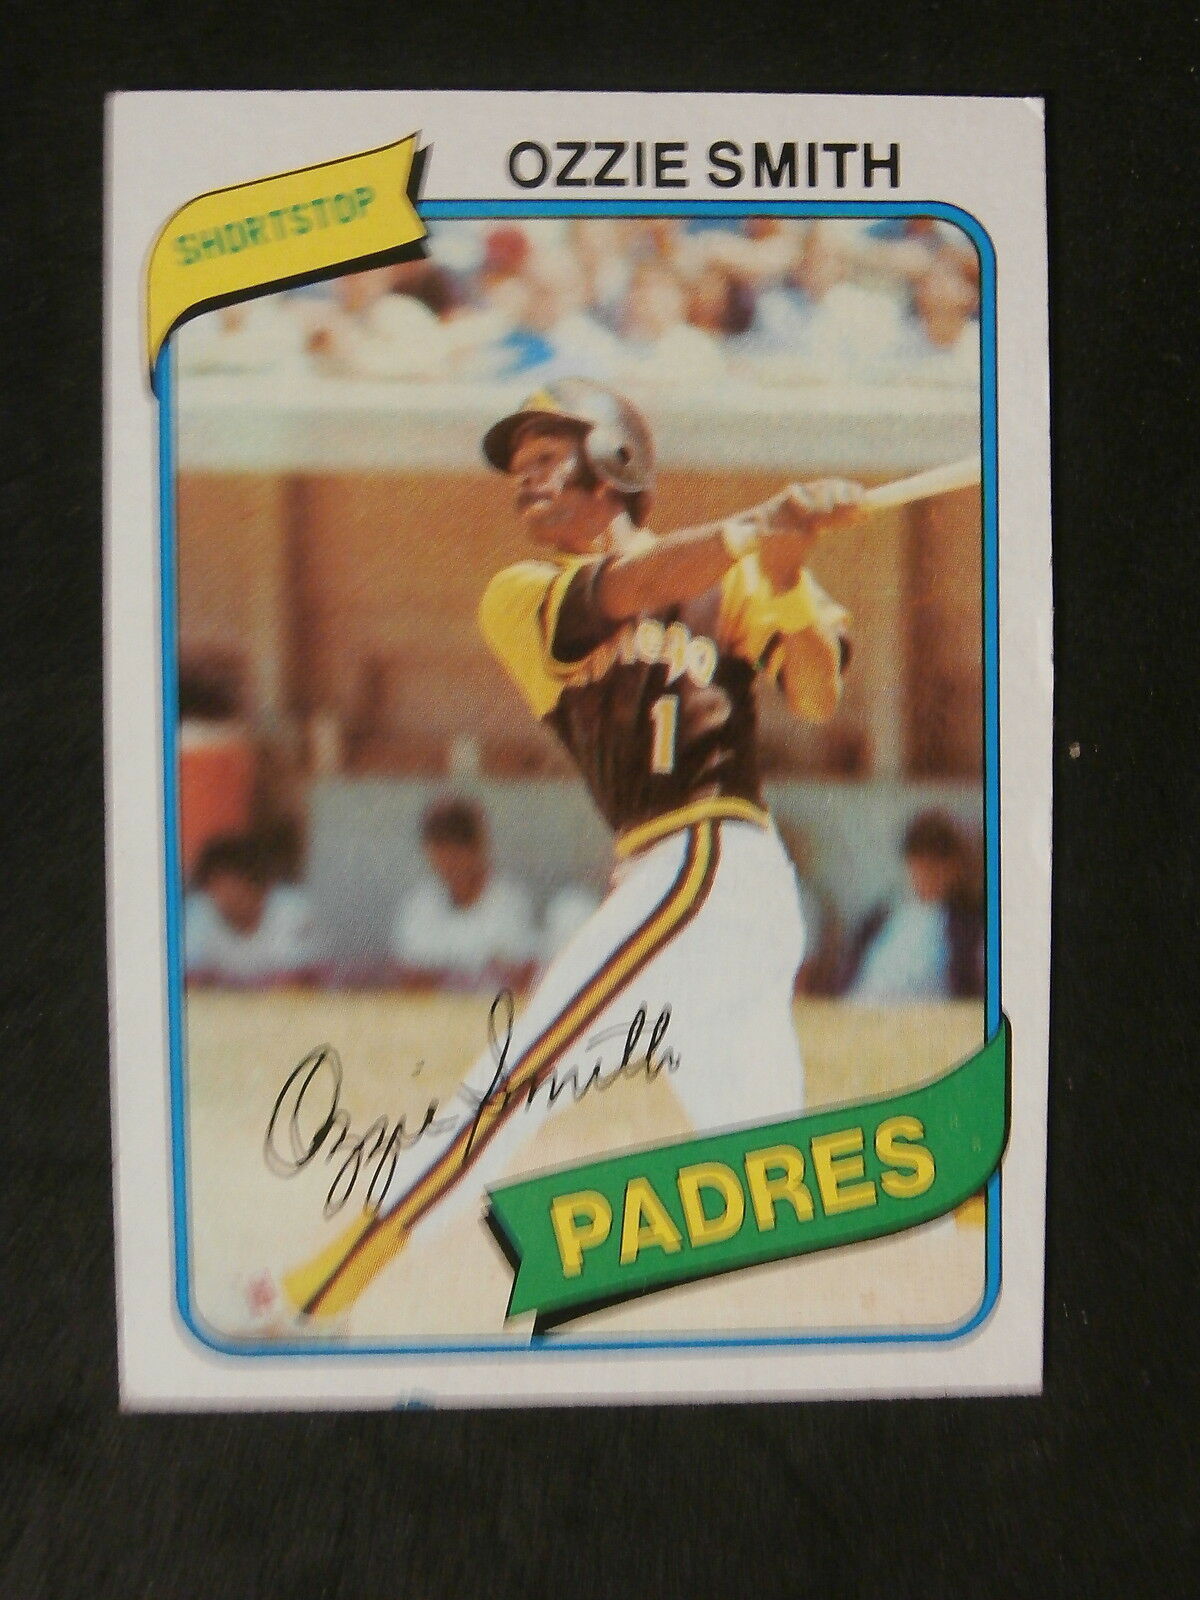 OZZIE SMITH
SHORTSTOP
1
Ozzie Smith
PADRES